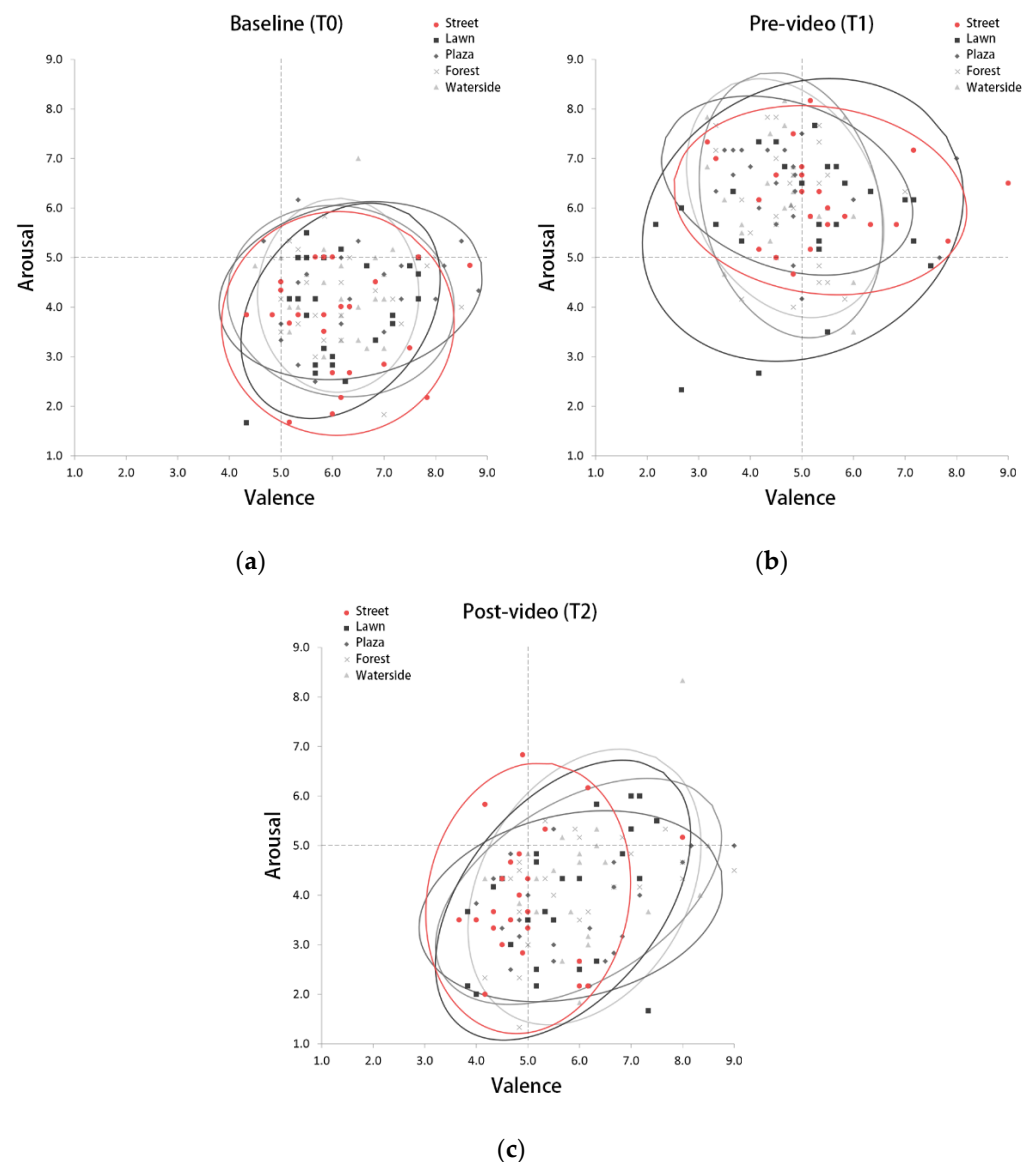 Baseline (T0)
Street
Lawn
Plaza
Forest
Waterside
9.0
8.0
7.0
6.0
5.0
4.0
3.0
2.0
1.0
Arousal
1.0 2.0 3.0 4.0 5.0 6.0 7.0 8.0 9.0
Valence
(a)
Pre-video (T1)
Street
Lawn
Plaza
Forest
Waterside
9.0
8.0
7.0
6.0
5.0
4.0
3.0
2.0
1.0
Arousal
1.0 2.0 3.0 4.0 5.0 6.0 7.0 8.0 9.0
Valence
(b)
Post-video (T2)
Street
Lawn
Plaza
Forest
Waterside
9.0
8.0
7.0
6.0
5.0
4.0
3.0
2.0
1.0
Arousal
1.0 2.0 3.0 4.0 5.0 6.0 7.0 8.0 9.0
Valence
(c)